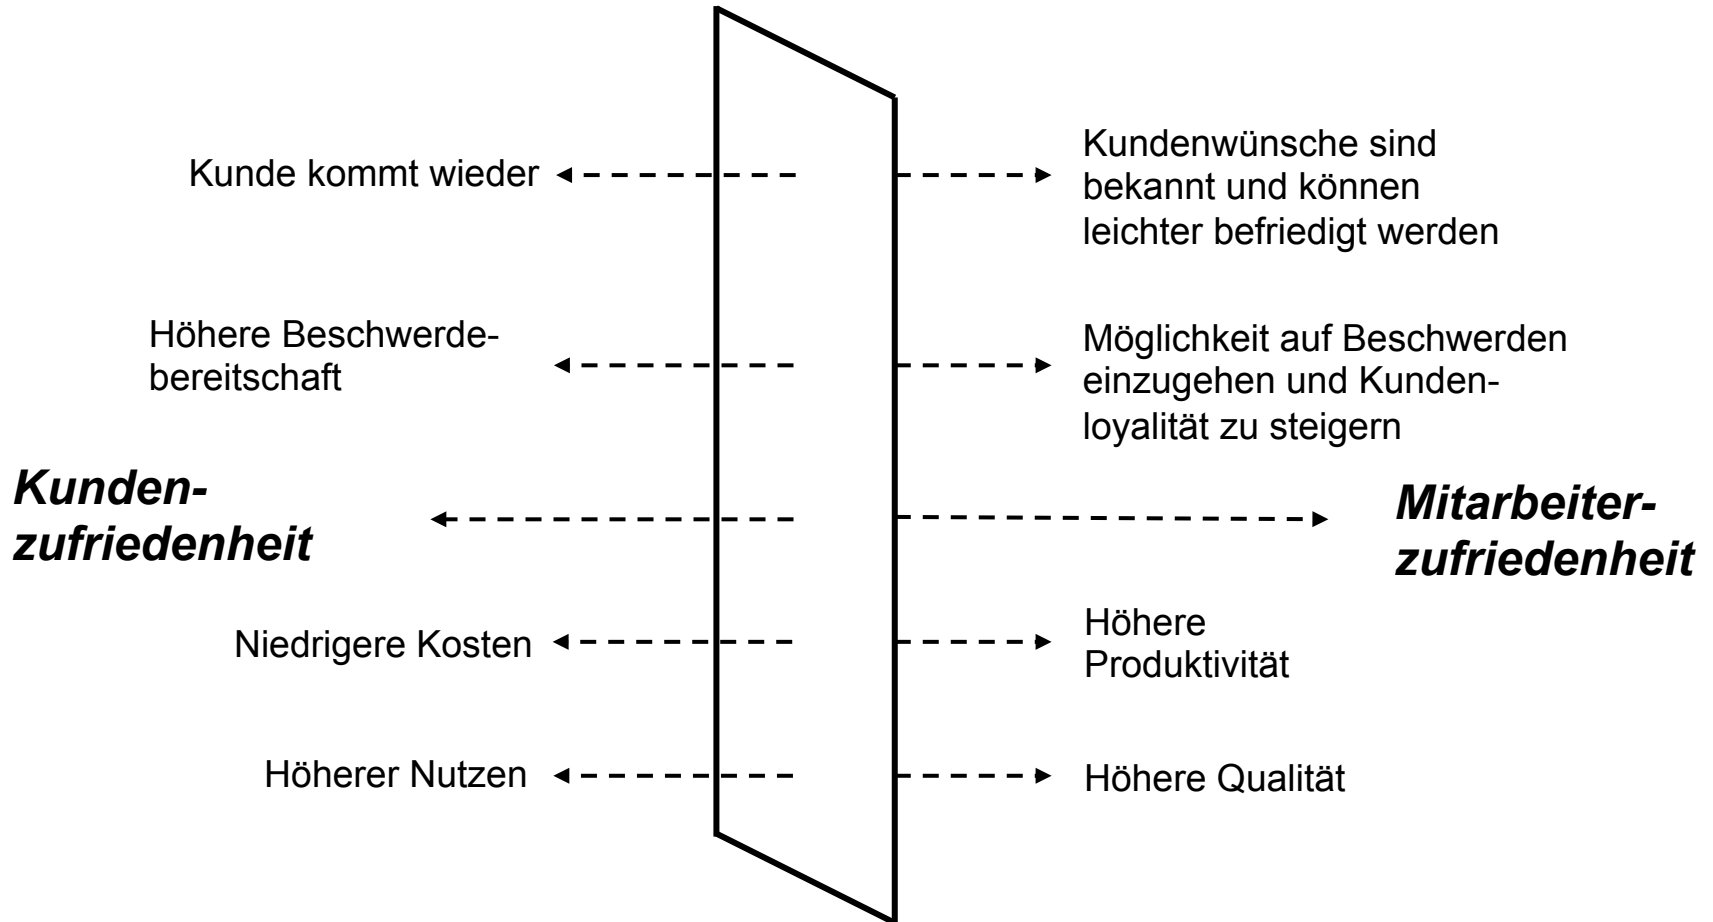 Kunde kommt wieder
Kundenwünsche sind
bekannt und können
leichter befriedigt werden
Höhere Beschwerde-
bereitschaft
Möglichkeit auf Beschwerden
einzugehen und Kunden-
loyalität zu steigern
Kunden-
zufriedenheit
Mitarbeiter-
zufriedenheit
Niedrigere Kosten
Höhere
Produktivität
Höherer Nutzen
Höhere Qualität